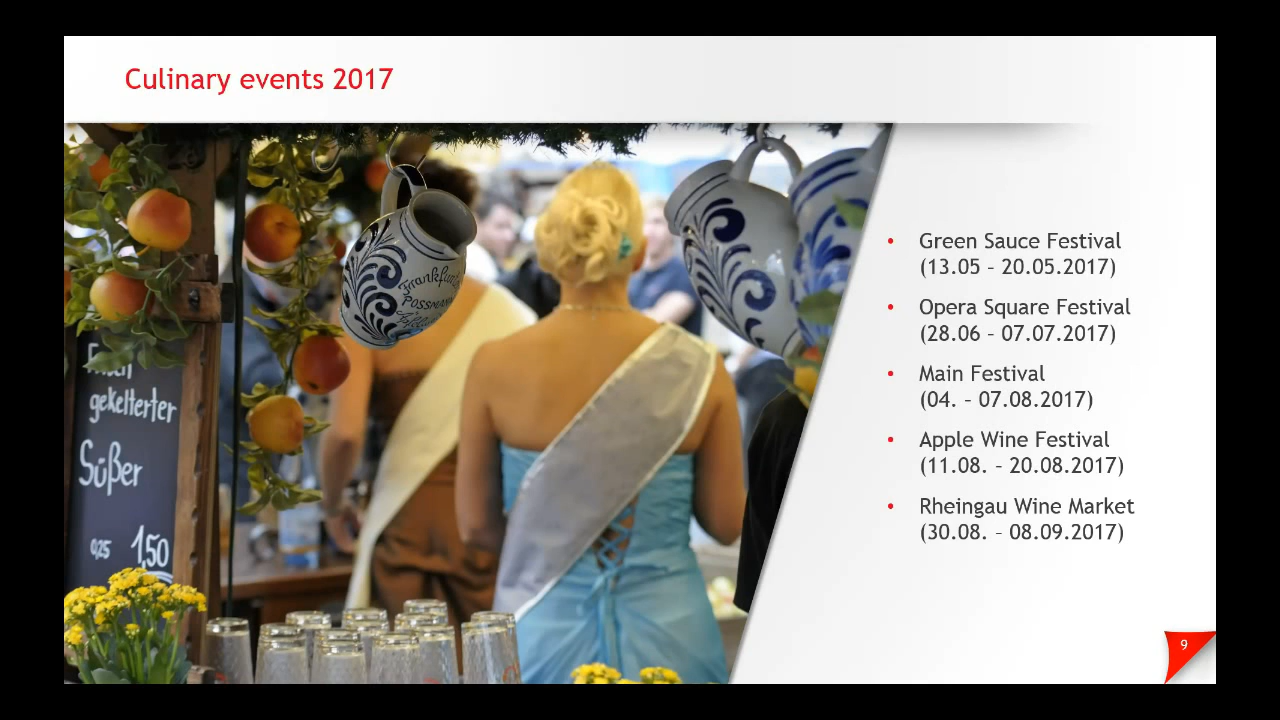 Culinary events 2017
Frankfurt
POSSMANN
gekelterter
Süßer
0,25 1,50
• Green Sauce Festival
(13.05 – 20.05.2017)
• Opera Square Festival
(28.06 – 07.07.2017)
• Main Festival
(04. – 07.08.2017)
• Apple Wine Festival
(11.08. – 20.08.2017)
• Rheingau Wine Market
(30.08. – 08.09.2017)
9